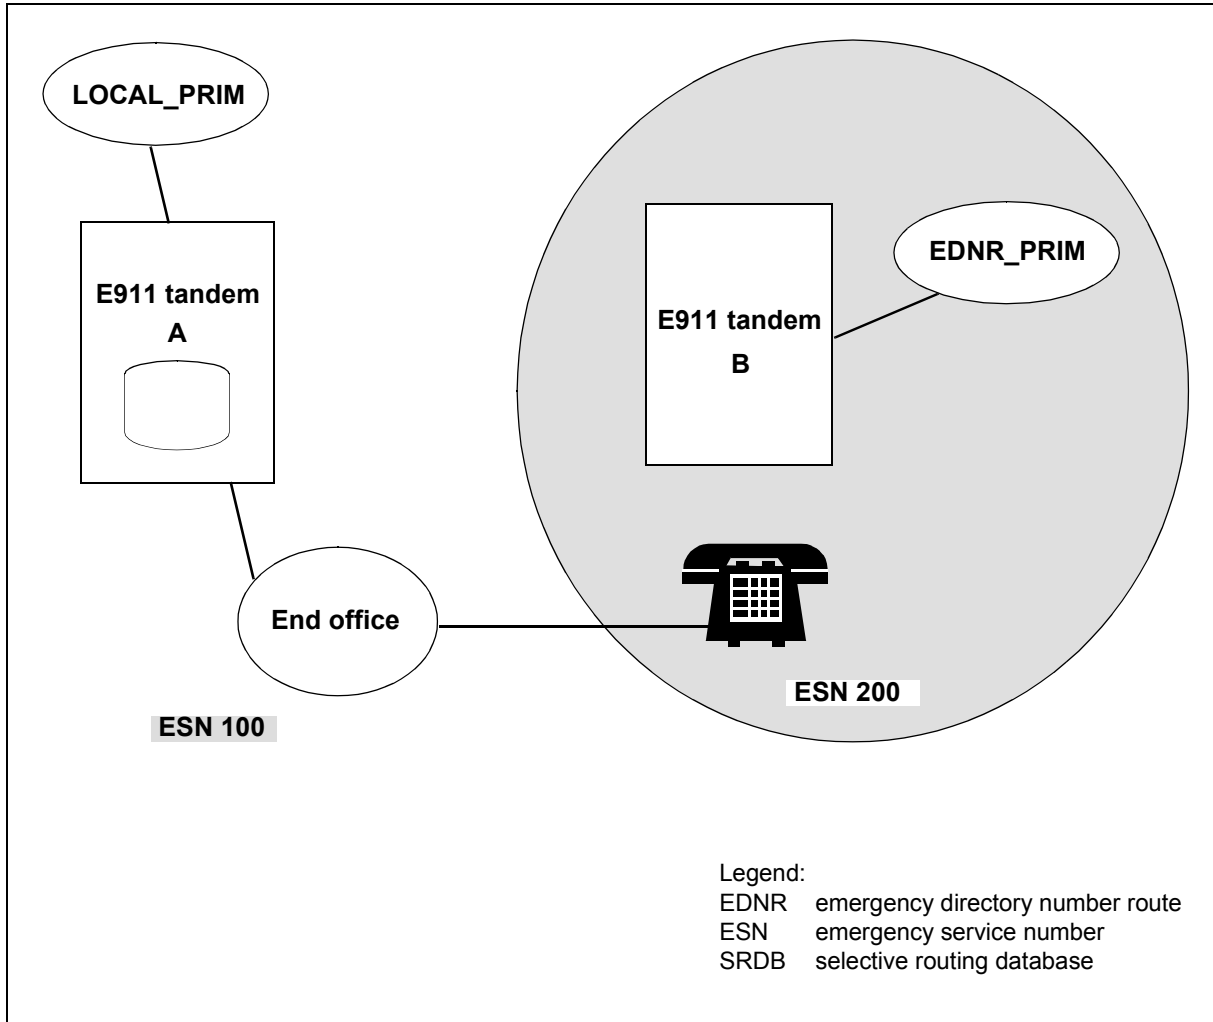 LOCAL_PRIM
E911 tandem
A
EDNR_PRIM
E911 tandem
B
End office
ESN 200
ESN 100
Legend:
EDNR emergency directory number route
ESN emergency service number
SRDB selective routing database